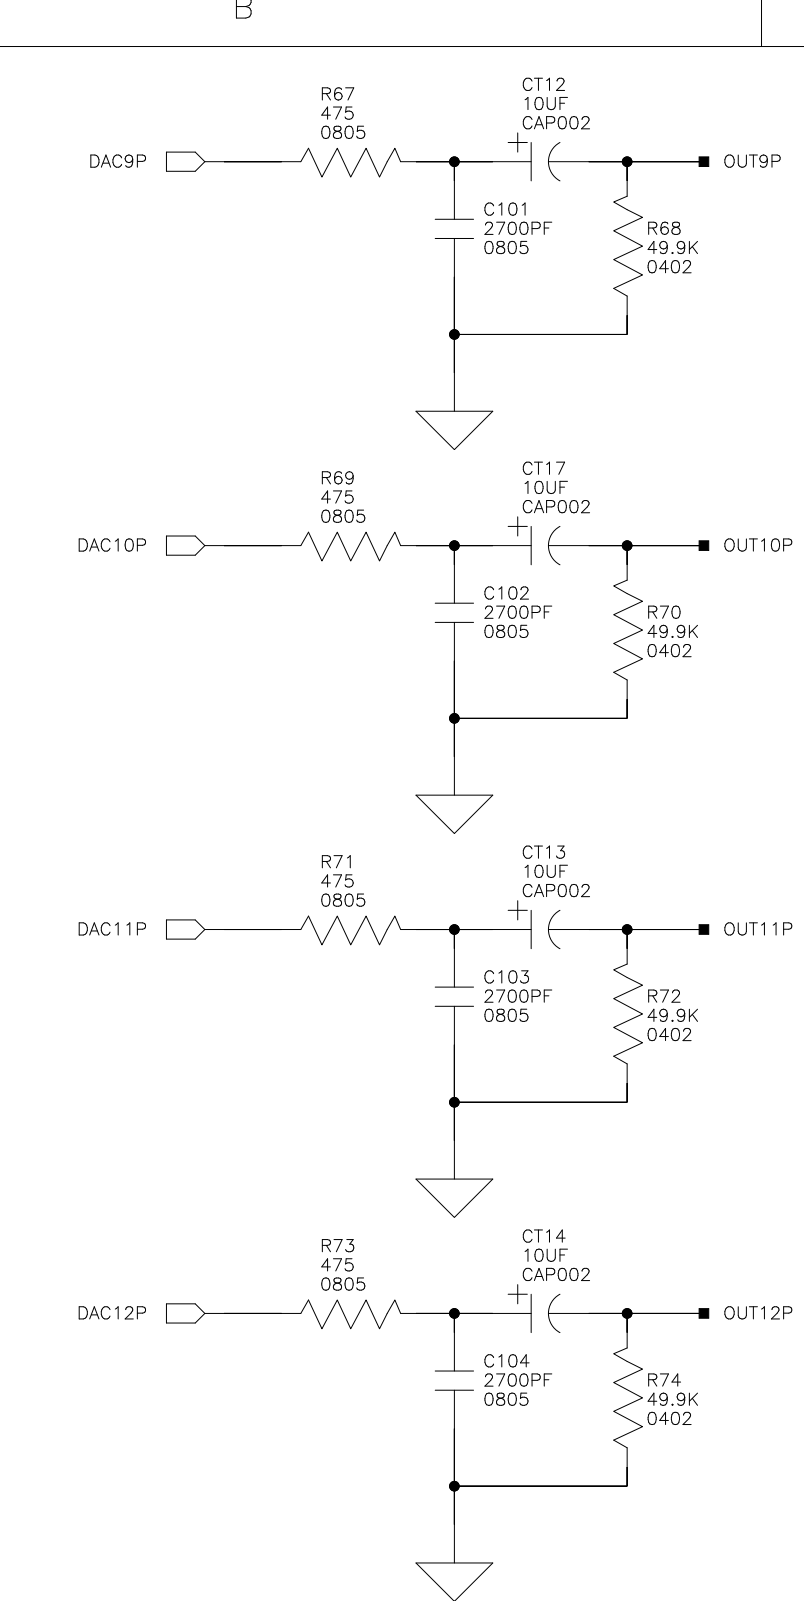 B
R67
475
0805
CT12
10UF
CAP002
+
DAC9P
OUT9P
C101
2700PF
0805
R68
49.9K
0402
R69
475
0805
CT17
10UF
CAP002
+
DAC10P
OUT10P
C102
2700PF
0805
R70
49.9K
0402
R71
475
0805
CT13
10UF
CAP002
+
DAC11P
OUT11P
C103
2700PF
0805
R72
49.9K
0402
R73
475
0805
CT14
10UF
CAP002
+
DAC12P
OUT12P
C104
2700PF
0805
R74
49.9K
0402